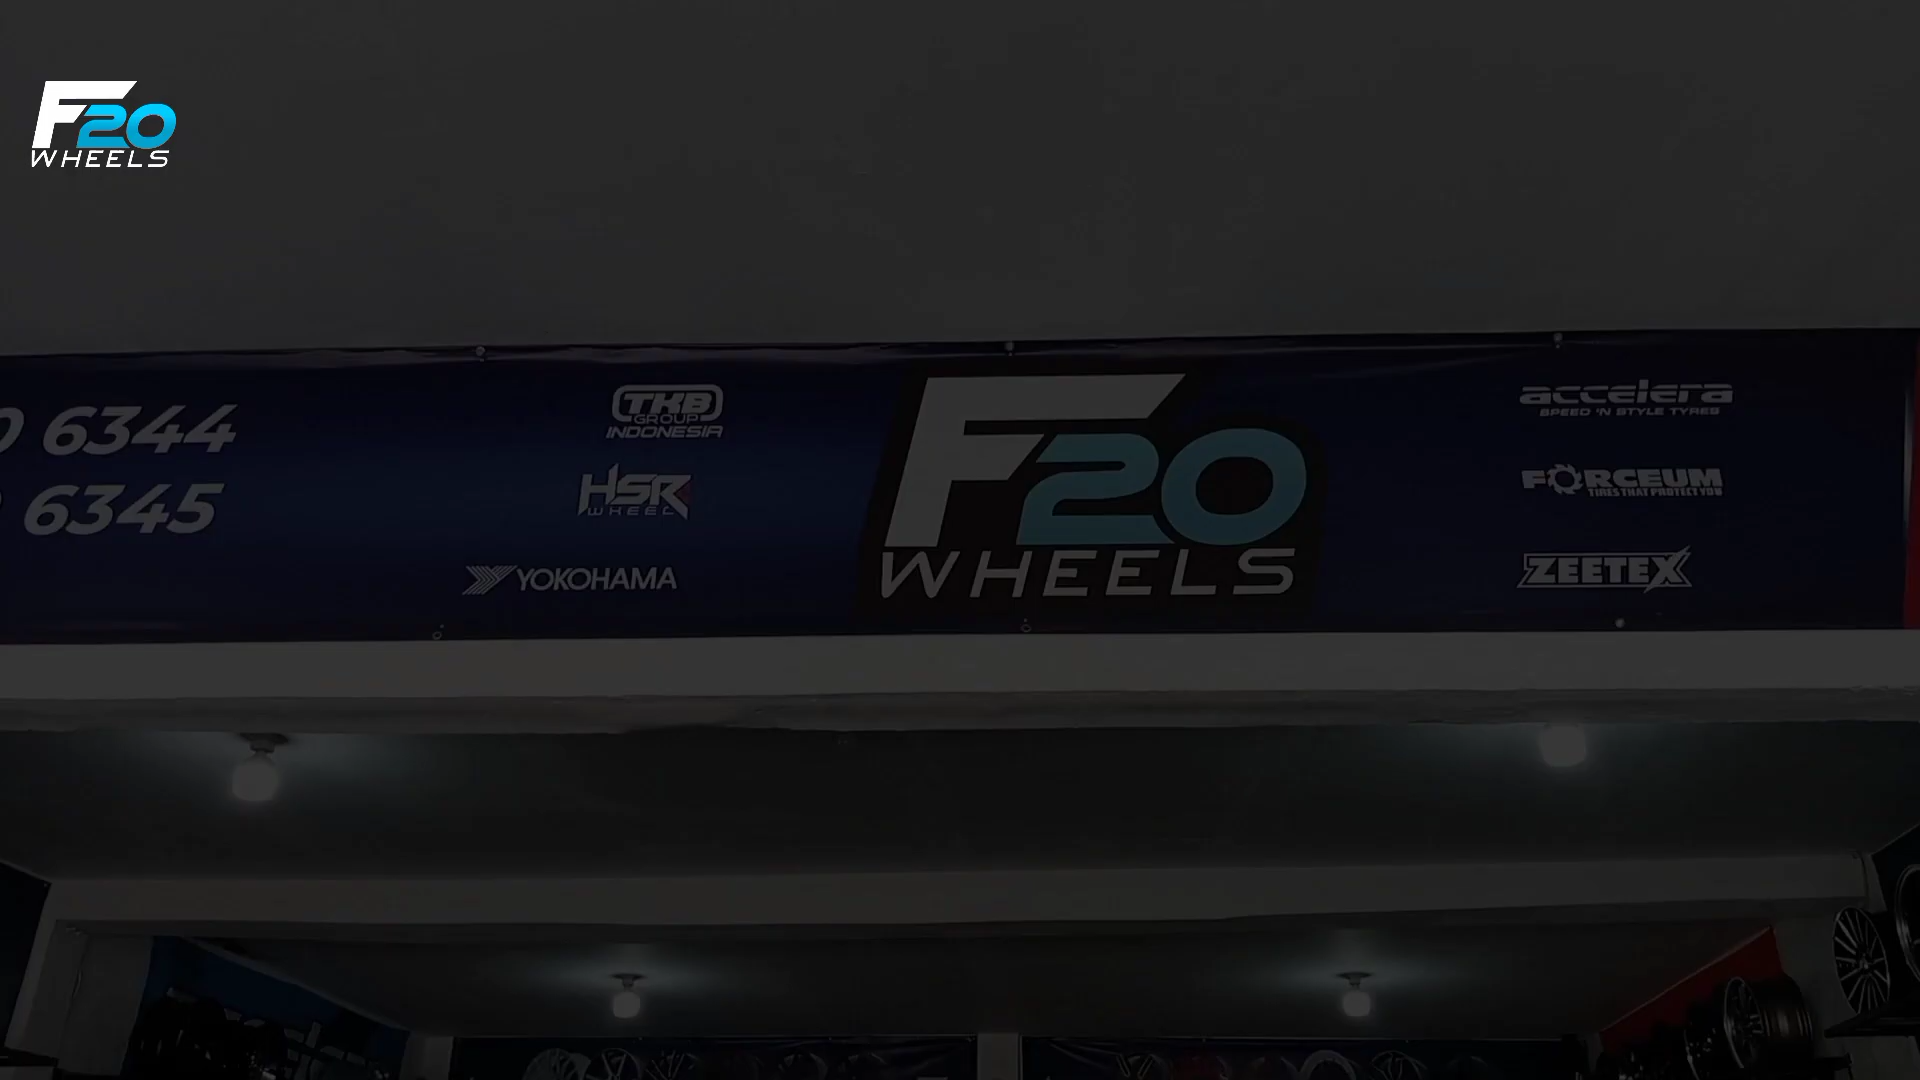 F20
WHEELS
6344
6345
TKB
GROUP
INDONESIA
HSR
WHEEL
YOKOHAMA
F20
WHEELS
accelera
SPEED 'N STYLE TYRES
FORCEUM
TIRES THAT PROTECT YOU
ZEETEX